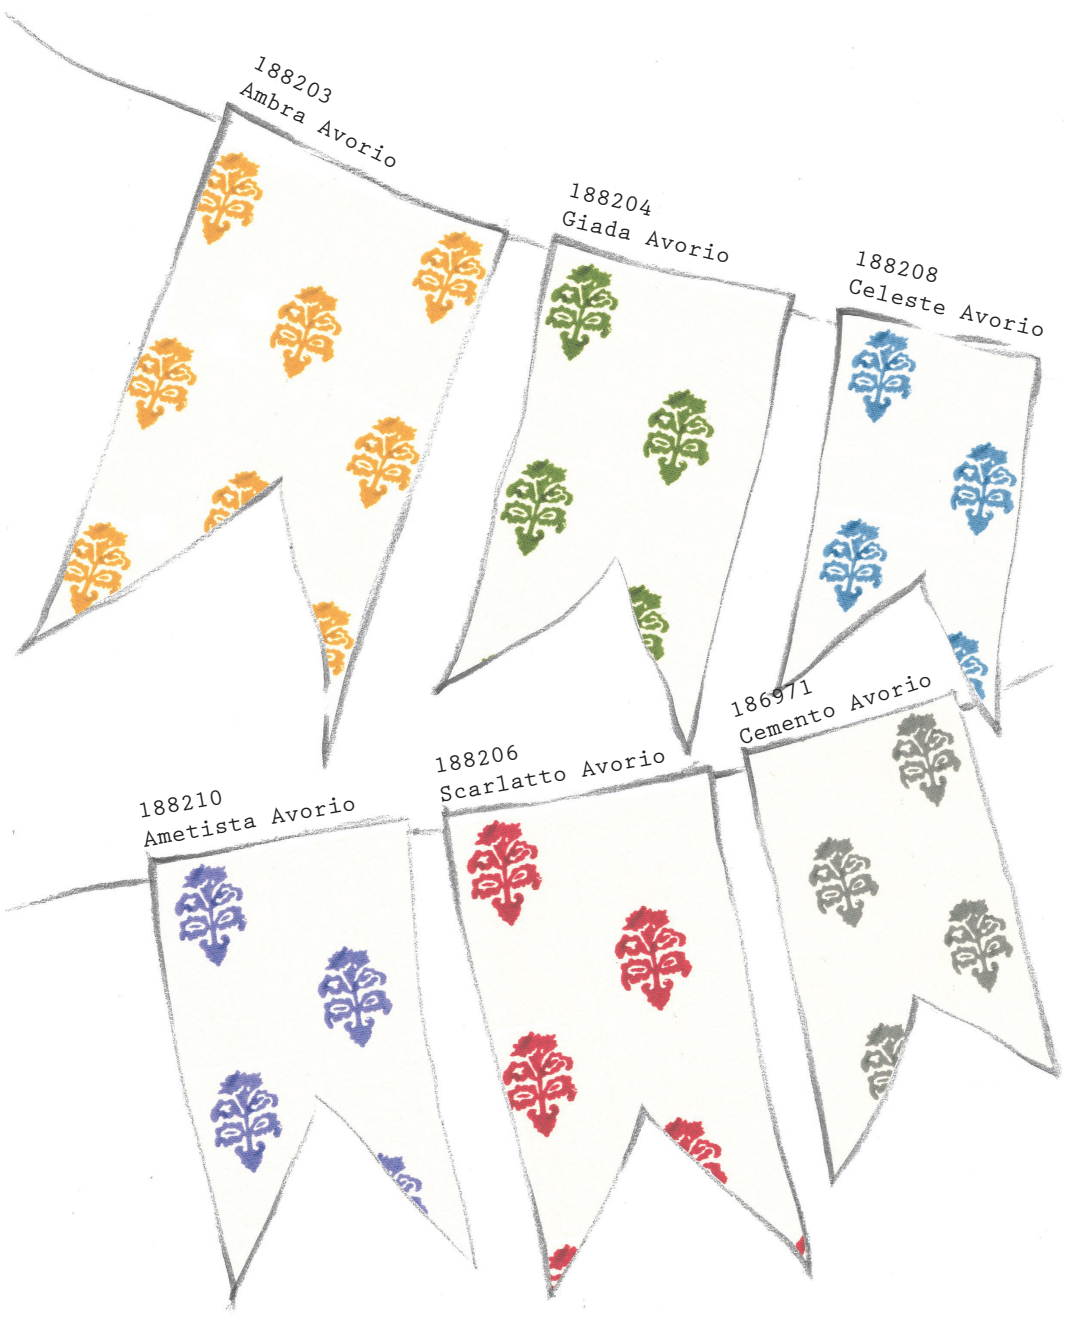 188203
Ambra Avorio
188204
Giada Avorio
188208
Celeste Avorio
188210
Ametista Avorio
188206
Scarlatto Avorio
186971
Cemento Avorio